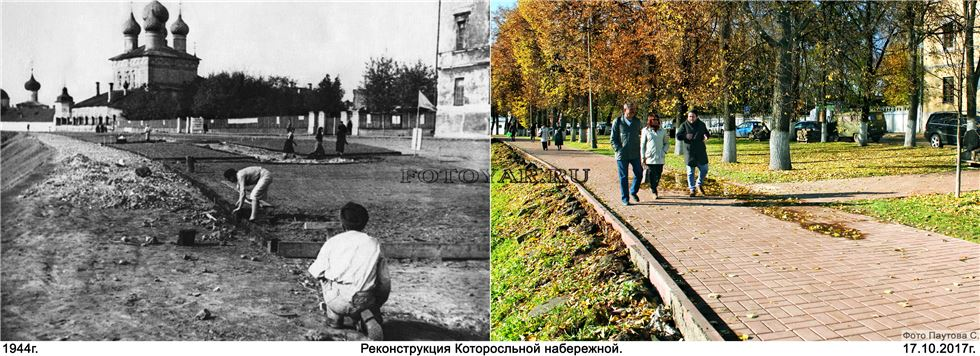 FOTOYAR.RU
Фото Паутова С
1944г.
Реконструкция Которосльной набережной.
17.10.2017г.